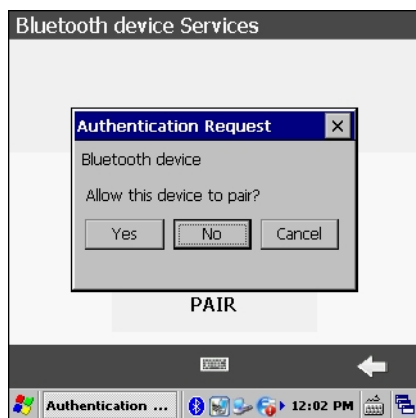 Bluetooth device Services
Authentication Request
Bluetooth device
Allow this device to pair?
Yes No Cancel
PAIR
Authentication ... 12:02 PM